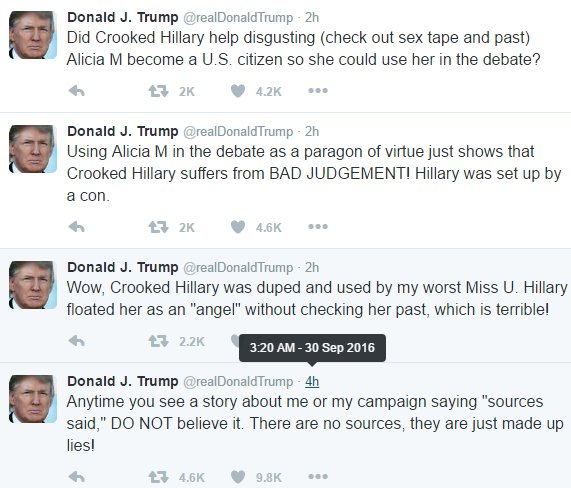 Donald J. Trump @realDonaldTrump · 2h
Did Crooked Hillary help disgusting (check out sex tape and past)
Alicia M become a U.S. citizen so she could use her in the debate?
2K 4.2K
Donald J. Trump @realDonaldTrump · 2h
Using Alicia M in the debate as a paragon of virtue just shows that
Crooked Hillary suffers from BAD JUDGEMENT! Hillary was set up by
a con.
2K 4.6K
Donald J. Trump @realDonaldTrump · 2h
Wow, Crooked Hillary was duped and used by my worst Miss U. Hillary
floated her as an "angel" without checking her past, which is terrible!
2.2K
3:20 AM - 30 Sep 2016
Donald J. Trump @realDonaldTrump · 4h
Anytime you see a story about me or my campaign saying "sources
said," DO NOT believe it. There are no sources, they are just made up
lies!
4.6K 9.8K